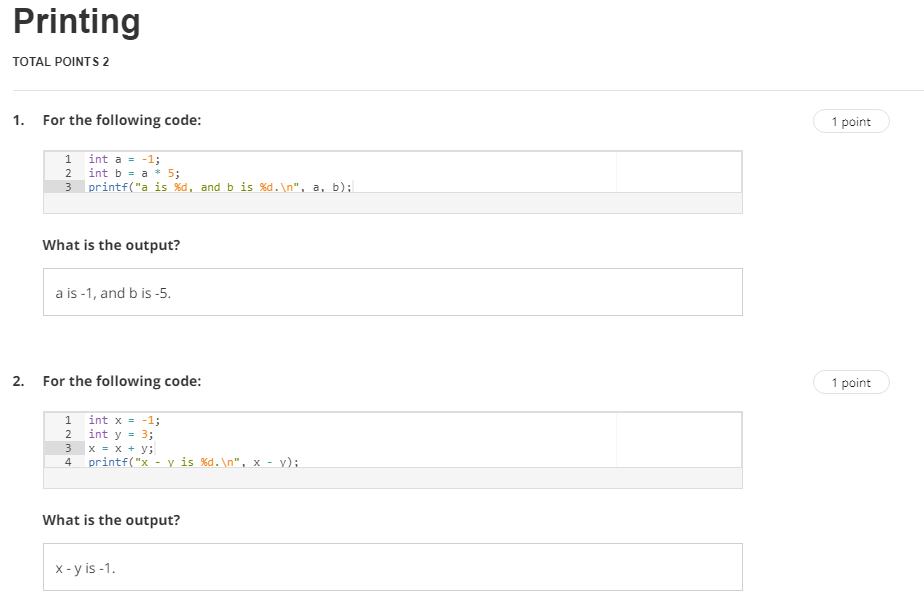 Printing
TOTAL POINTS 2
1. For the following code:
1 point
1 int a = -1;
2 int b = a * 5;
3 printf("a is %d, and b is %d.\n", a, b);
What is the output?
a is -1, and b is -5.
2. For the following code:
1 point
1 int x = -1;
2 int y = 3;
3 x = x + y;
4 printf("x - y is %d.\n", x - y);
What is the output?
x - y is -1.